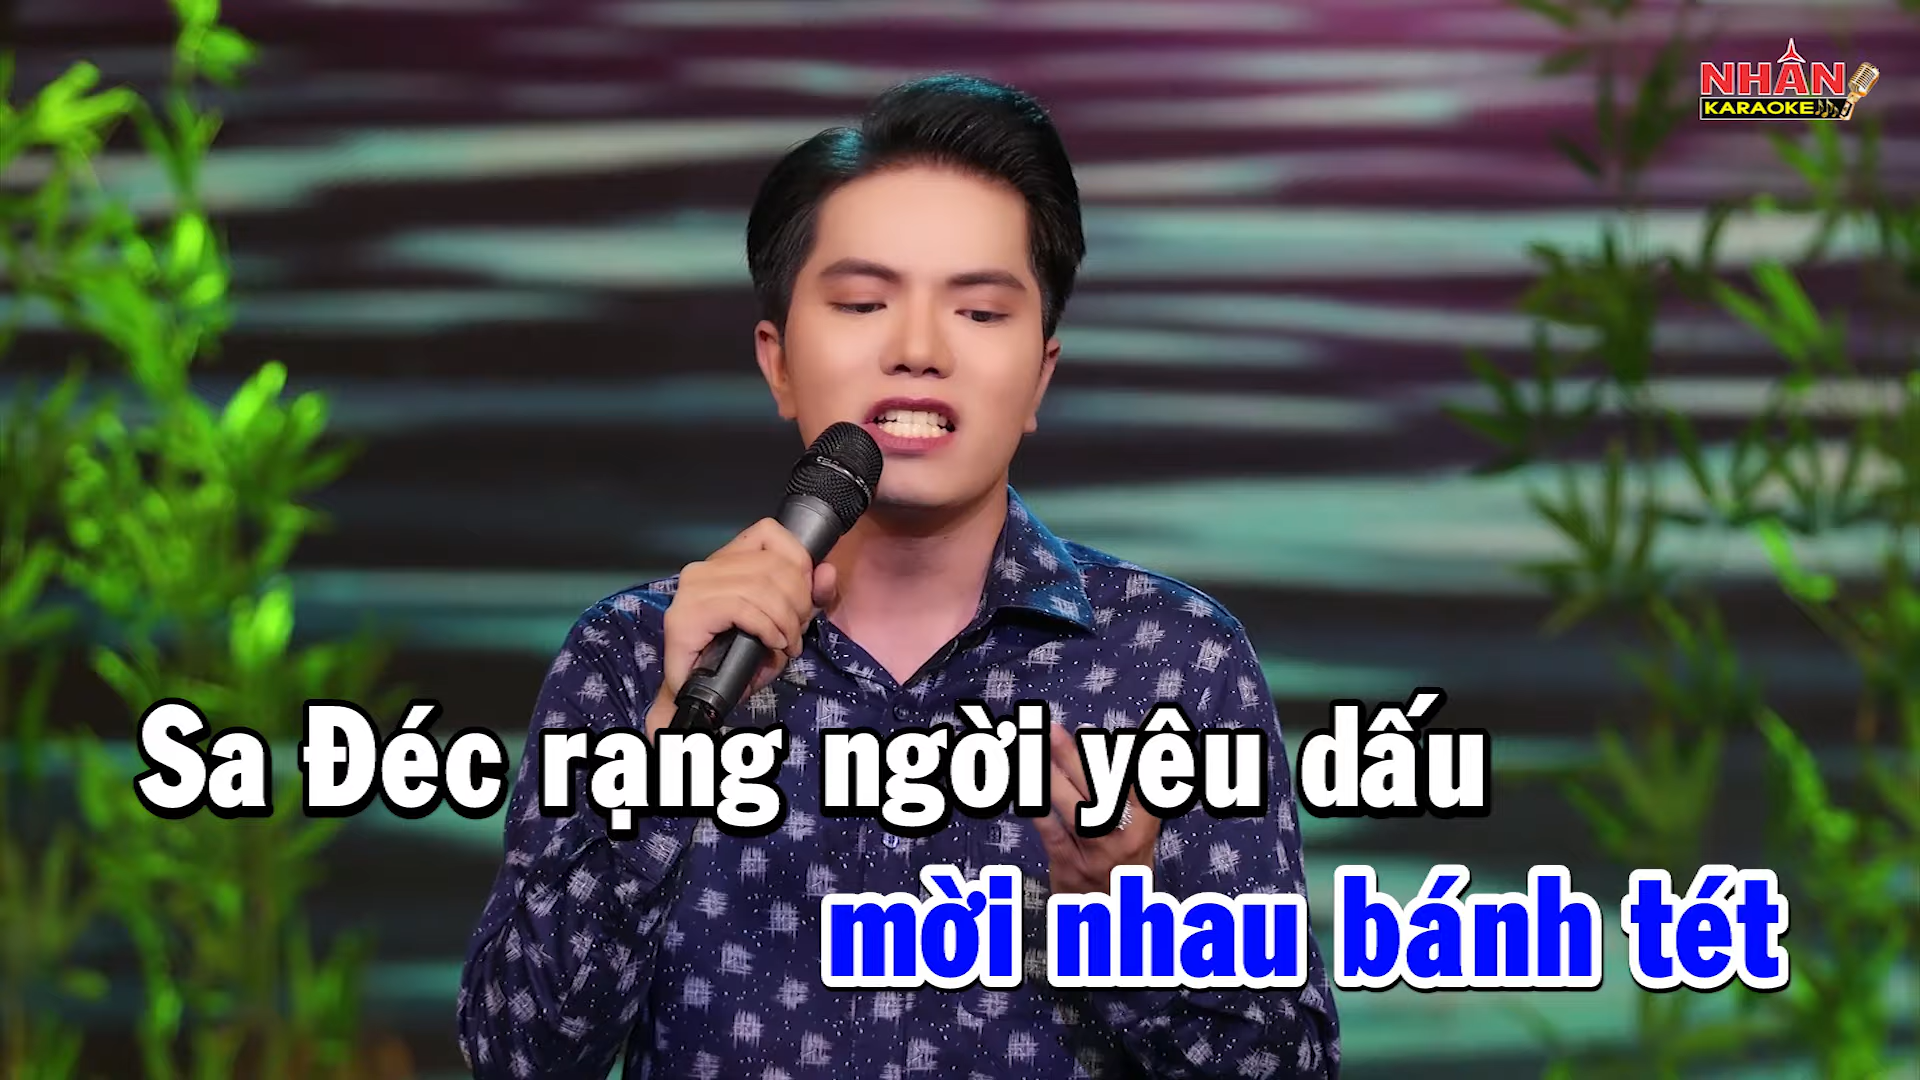 NHÂN
KARAOKE
Sa Đéc rạng ngời yêu dấu
mời nhau bánh tét